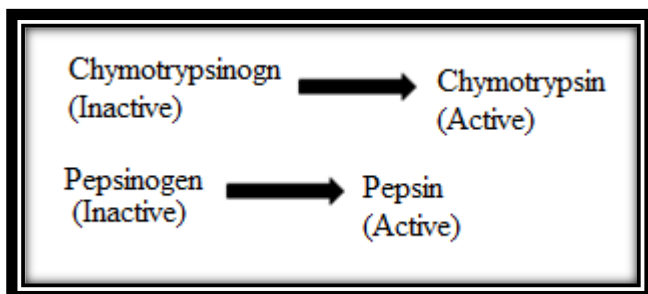 Chymotrypsinogn
(Inactive)
Chymotrypsin
(Active)
Pepsinogen
(Inactive)
Pepsin
(Active)